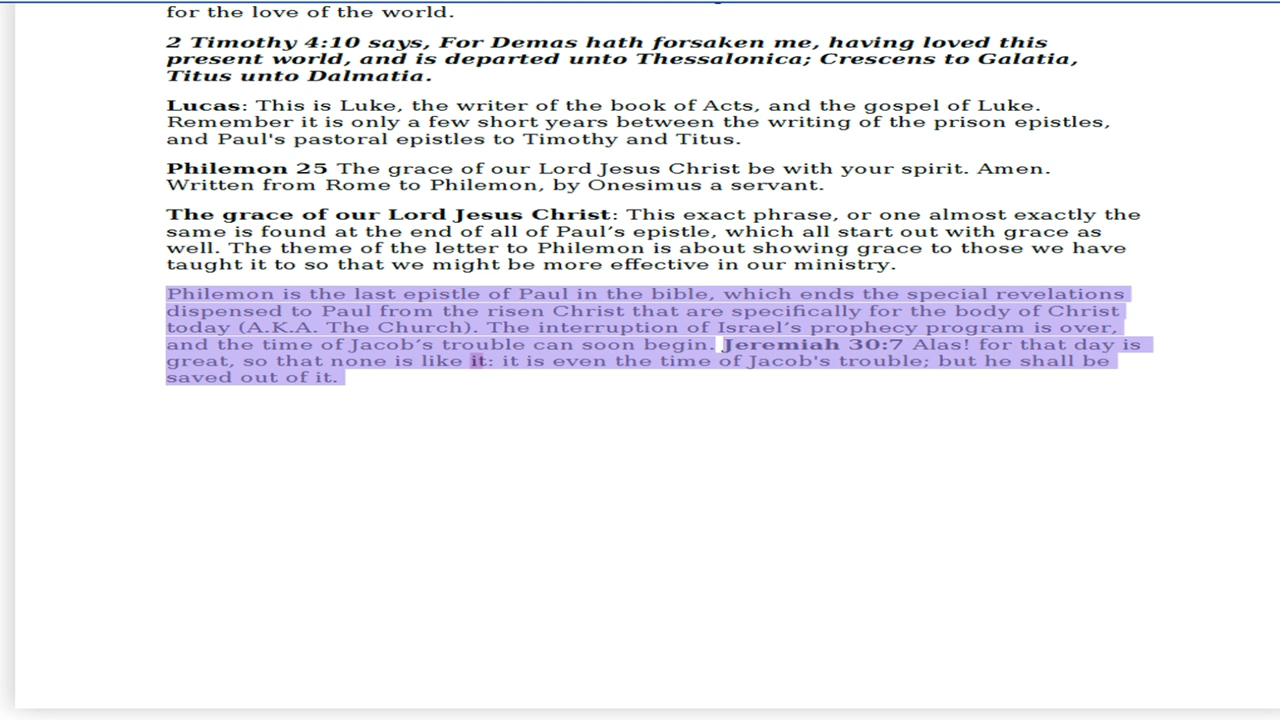 for the love of the world.
2 Timothy 4:10 says, For Demas hath forsaken me, having loved this
present world, and is departed unto Thessalonica; Crescens to Galatia,
Titus unto Dalmatia.
Lucas: This is Luke, the writer of the book of Acts, and the gospel of Luke.
Remember it is only a few short years between the writing of the prison epistles,
and Paul's pastoral epistles to Timothy and Titus.
Philemon 25 The grace of our Lord Jesus Christ be with your spirit. Amen.
Written from Rome to Philemon, by Onesimus a servant.
The grace of our Lord Jesus Christ: This exact phrase, or one almost exactly the
same is found at the end of all of Paul’s epistle, which all start out with grace as
well. The theme of the letter to Philemon is about showing grace to those we have
taught it to so that we might be more effective in our ministry.
Philemon is the last epistle of Paul in the bible, which ends the special revelations
dispensed to Paul from the risen Christ that are specifically for the body of Christ
today (A.K.A. The Church). The interruption of Israel’s prophecy program is over,
and the time of Jacob’s trouble can soon begin. Jeremiah 30:7 Alas! for that day is
great, so that none is like it: it is even the time of Jacob's trouble; but he shall be
saved out of it.